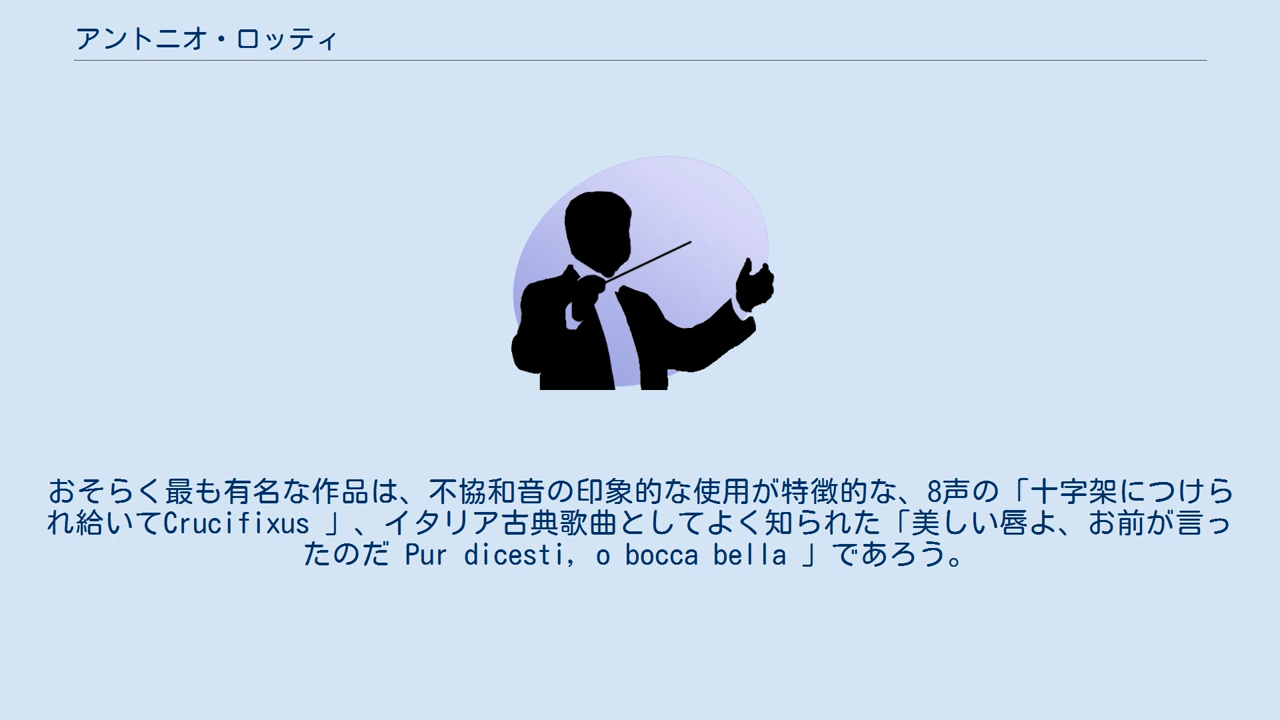 アントニオ・ロッティ
おそらく最も有名な作品は、不協和音の印象的な使用が特徴的な、8声の「十字架につけら
れ給いてCrucifixus 」、イタリア古典歌曲としてよく知られた「美しい唇よ、お前が言っ
たのだ Pur dicesti, o bocca bella 」であろう。